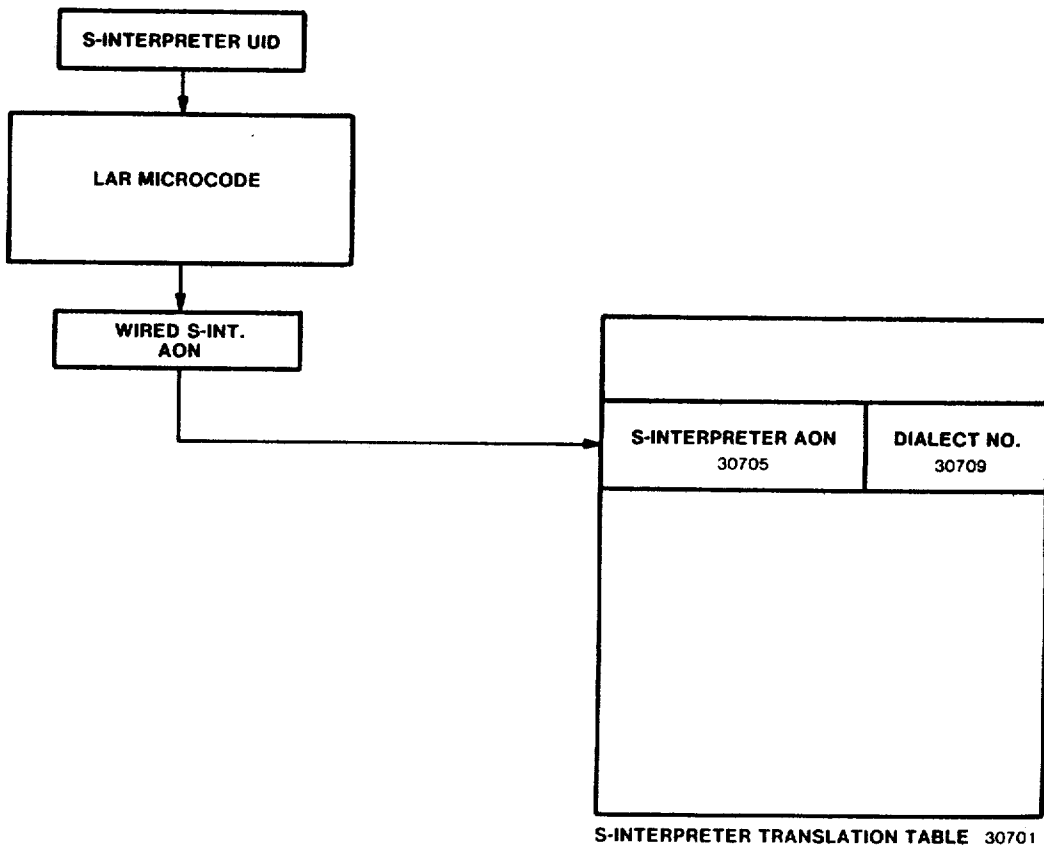 S-INTERPRETER UID
LAR MICROCODE
WIRED S-INT.
AON
S-INTERPRETER AON
30705
DIALECT NO.
30709
S-INTERPRETER TRANSLATION TABLE 30701